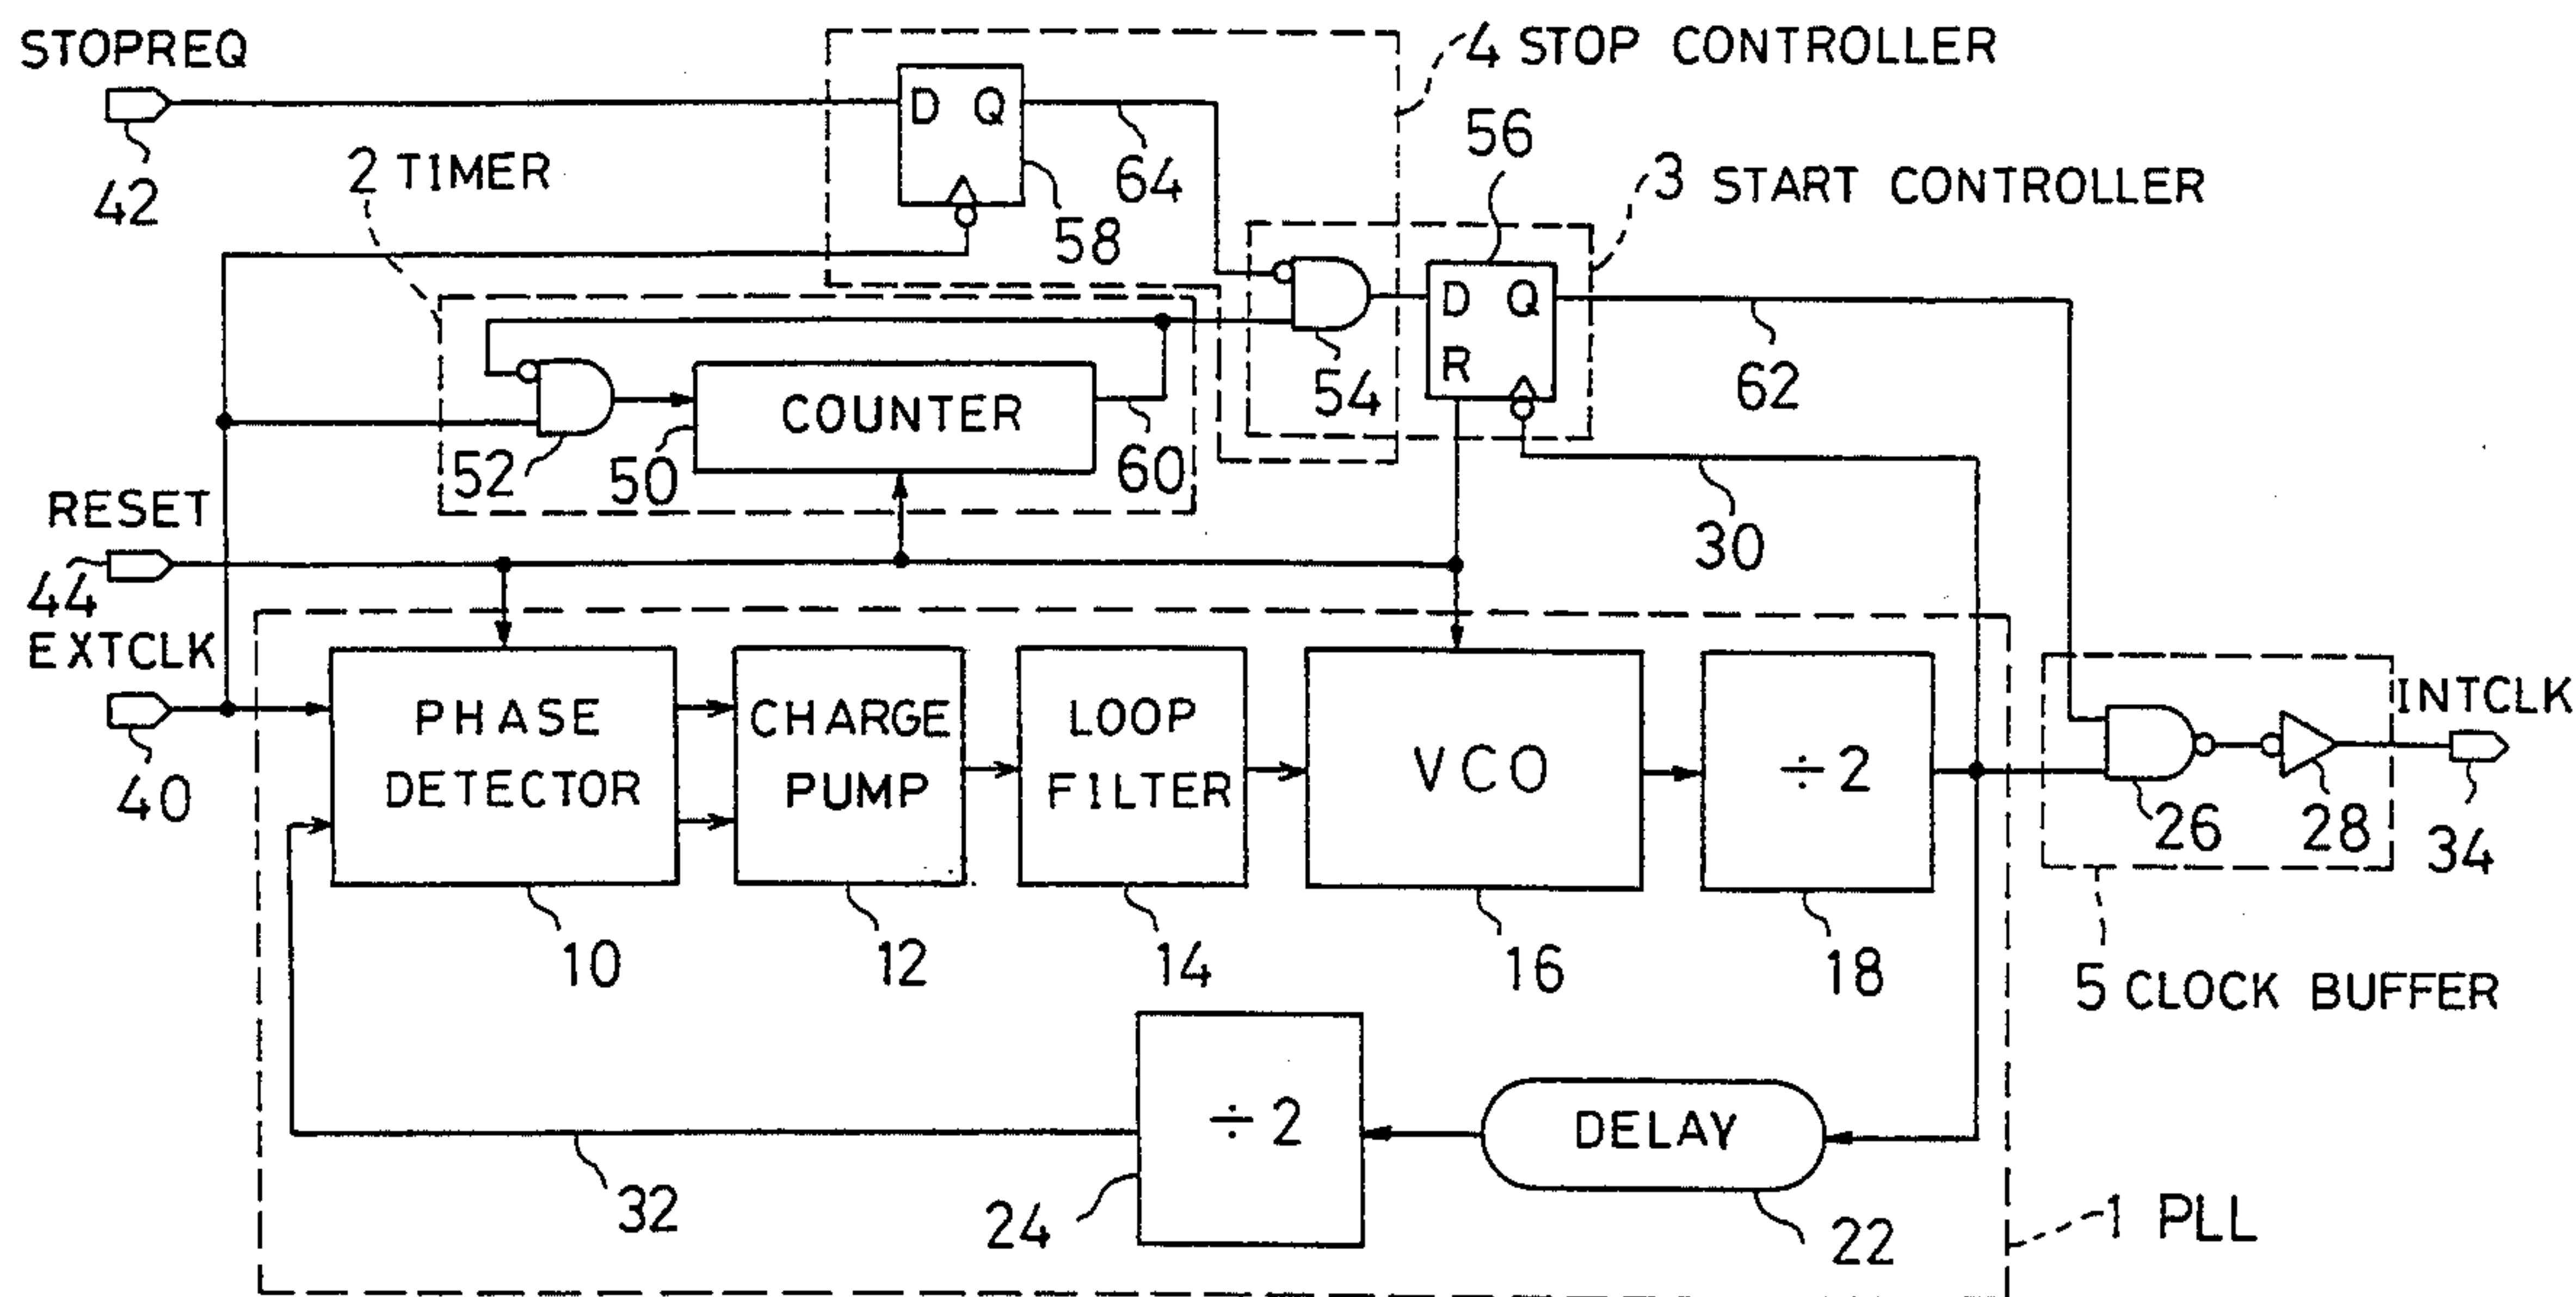 STOPREQ
42
2 TIMER
D Q
58
64
4 STOP CONTROLLER
56
3 START CONTROLLER
D Q
R
54
62
COUNTER
52
50
60
30
RESET
44
EXTCLK
40
PHASE
DETECTOR
10
CHARGE
PUMP
12
LOOP
FILTER
14
VCO
16
÷2
18
INTCLK
26
28
34
5 CLOCK BUFFER
32
÷2
24
DELAY
22
1 PLL